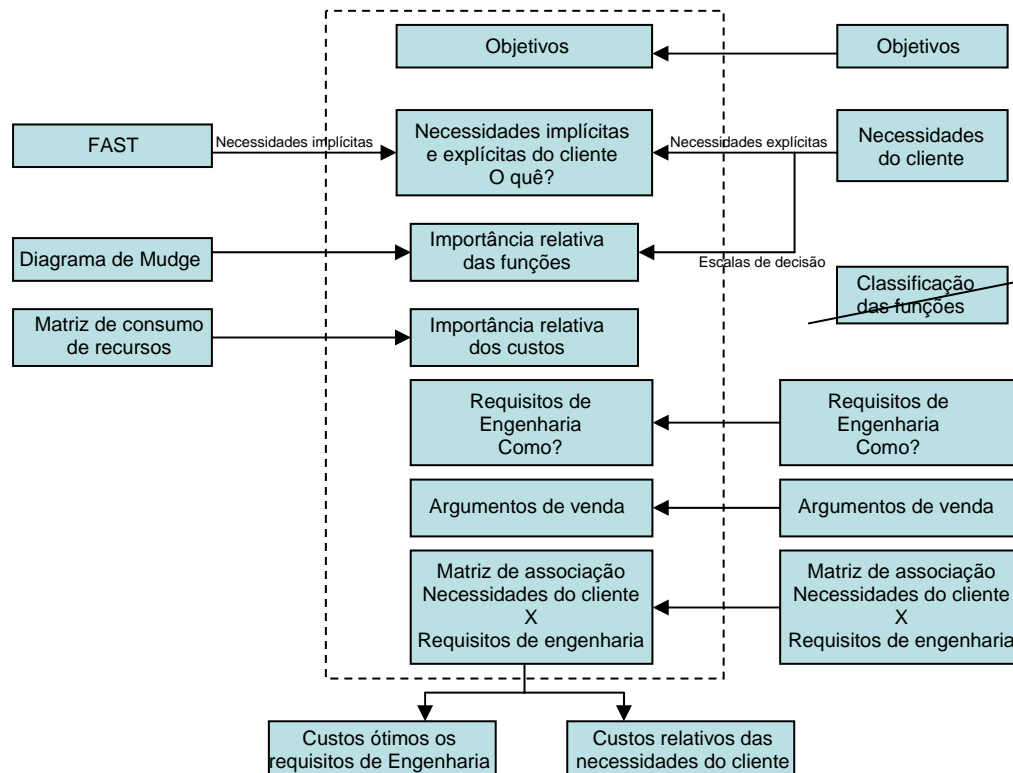 Objetivos
Objetivos
FAST
Necessidades implícitas
Necessidades implícitas
e explícitas do cliente
O quê?
Necessidades explícitas
Necessidades
do cliente
Diagrama de Mudge
Importância relativa
das funções
Escalas de decisão
Classificação
das funções
Matriz de consumo
de recursos
Importância relativa
dos custos
Requisitos de
Engenharia
Como?
Requisitos de
Engenharia
Como?
Argumentos de venda
Argumentos de venda
Matriz de associação
Necessidades do cliente
X
Requisitos de engenharia
Matriz de associação
Necessidades do cliente
X
Requisitos de engenharia
Custos ótimos os
requisitos de Engenharia
Custos relativos das
necessidades do cliente